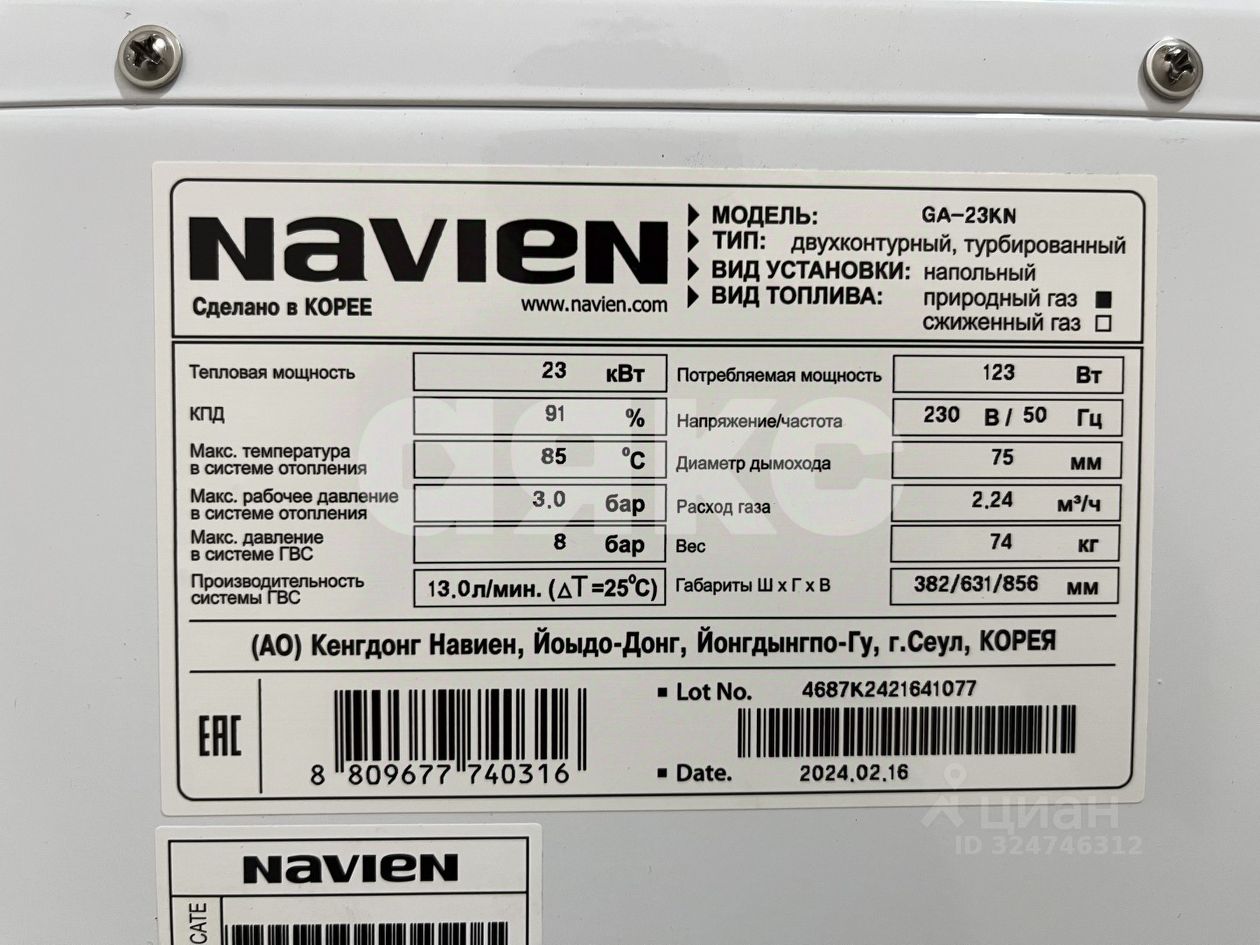 NAVIEN
Сделано в КОРЕЕ
www.navien.com
МОДЕЛЬ: GA-23KN
ТИП: двухконтурный, турбированный
ВИД УСТАНОВКИ: напольный
ВИД ТОПЛИВА: природный газ ■
сжиженный газ □
Тепловая мощность 23 кВт
КПД 91 %
Макс. температура
в системе отопления 85 °C
Макс. рабочее давление
в системе отопления 3.0 бар
Макс. давление
в системе ГВС 8 бар
Производительность
системы ГВС 13.0л/мин. (△T=25°C)
Потребляемая мощность 123 Вт
Напряжение/частота 230 В / 50 Гц
Диаметр дымохода 75 мм
Расход газа 2.24 м³/ч
Вес 74 кг
Габариты Ш x Г x В 382/631/856 мм
аякс
(АО) Кенгдонг Навиен, Йоыдо-Донг, Йонгдынгпо-Гу, г.Сеул, КОРЕЯ
EAC
8 809677 740316
▪ Lot No. 4687K2421641077
▪ Date. 2024.02.16
циан
ID 324746312
NAVIEN
CATE